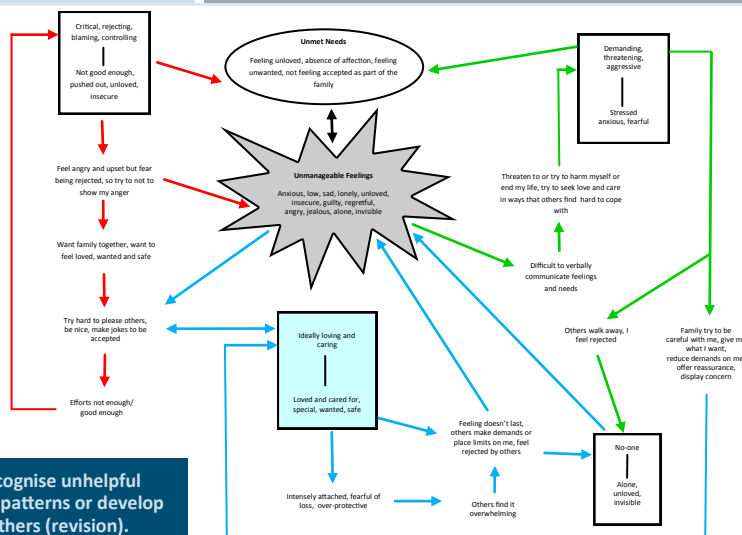 Critical, rejecting,
blaming, controlling
Not good enough,
pushed out, unloved,
insecure
Unmet Needs
Feeling unloved, absence of affection, feeling
unwanted, not feeling accepted as part of the
family
Demanding,
threatening,
aggressive
Stressed
anxious, fearful
Unmanageable Feelings
Anxious, low, sad, lonely, unloved,
insecure, guilty, regretful,
angry, jealous, alone, invisible
Feel angry and upset but fear
being rejected, so try to not to
show my anger
Threaten to or try to harm myself or
end my life, try to seek love and care
in ways that others find hard to cope
with
Want family together, want to
feel loved, wanted and safe
Difficult to verbally
communicate feelings
and needs
Try hard to please others,
be nice, make jokes to be
accepted
Ideally loving and
caring
Loved and cared for,
special, wanted, safe
Others walk away, I
feel rejected
Family try to be
careful with me, give m
what I want,
reduce demands on me
offer reassurance,
display concern
Efforts not enough/
good enough
Feeling doesn't last,
others make demands or
place limits on me, feel
rejected by others
No-one
Alone,
unloved,
invisible
Intensely attached, fearful of
loss, over-protective
Others find it
overwhelming
cognise unhelpful
patterns or develop
thers (revision).